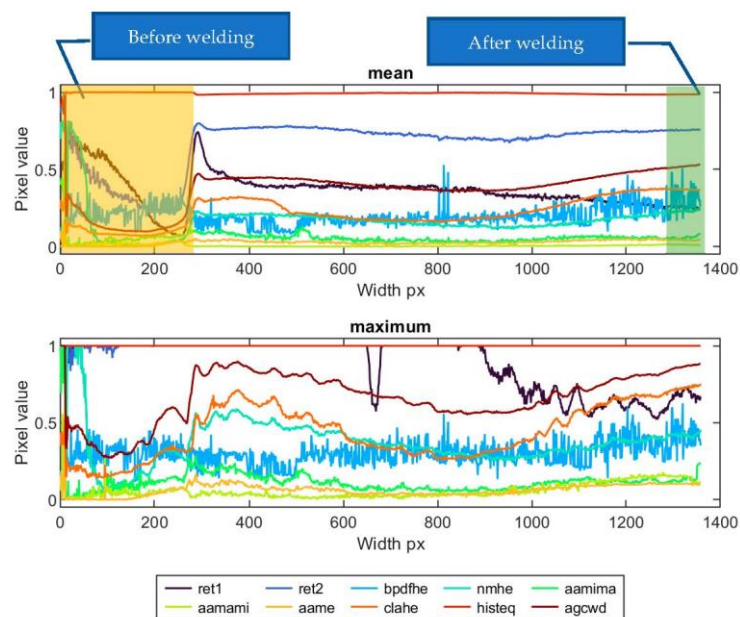 Before welding
After welding
mean
1
0.5
0
Pixel value
0 200 400 600 800 1000 1200 1400
Width px
maximum
1
0.5
0
Pixel value
0 200 400 600 800 1000 1200 1400
Width px
ret1 ret2 bpdfhe nmhe aamima
aamami aame clahe histeq agcwd